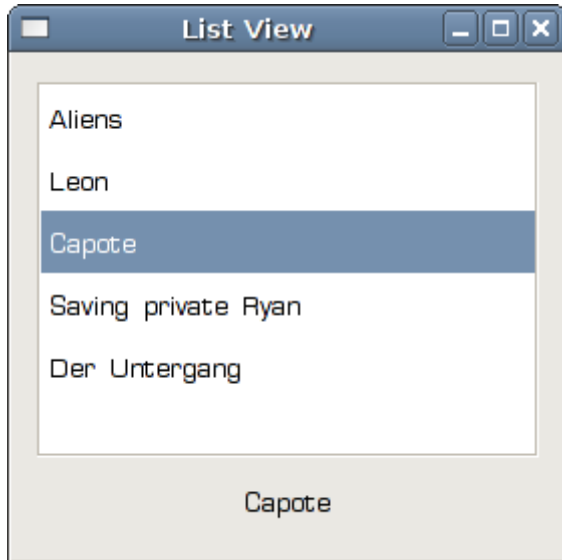 List View
Aliens
Leon
Capote
Saving private Ryan
Der Untergang
Capote